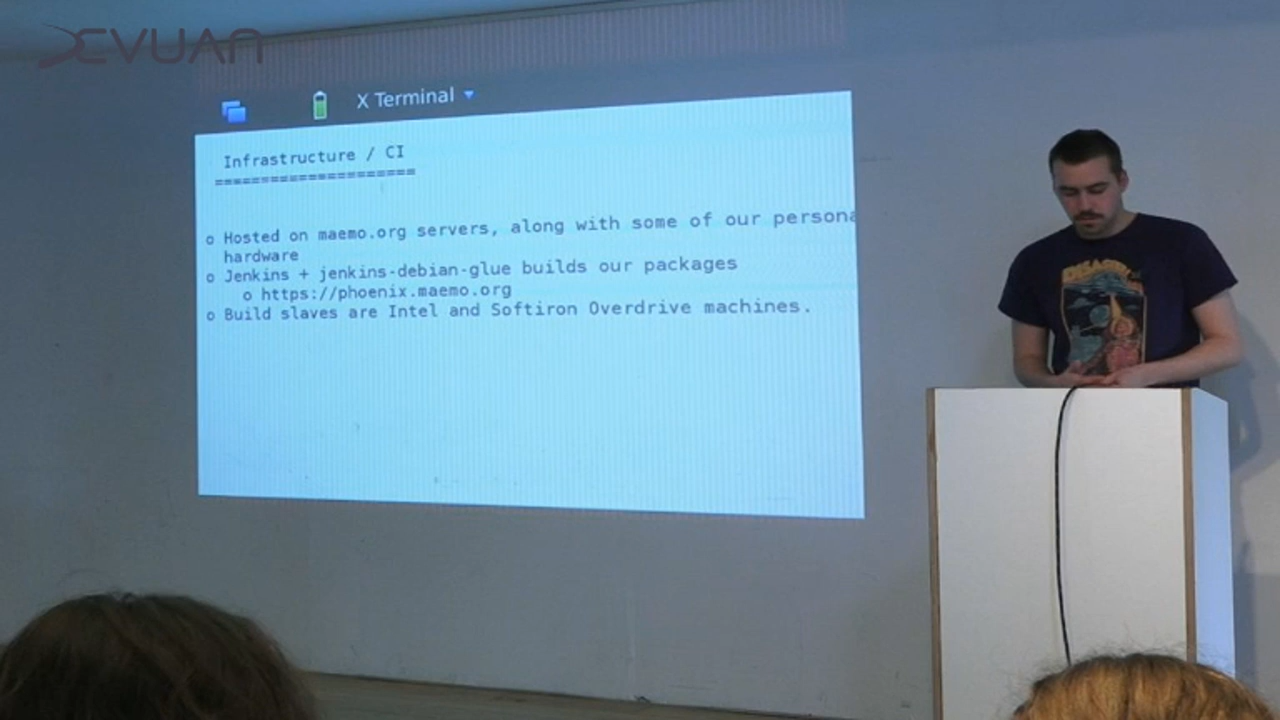 DEVUAN
X Terminal
Infrastructure / CI
======================
o Hosted on maemo.org servers, along with some of our persona
hardware
o Jenkins + jenkins-debian-glue builds our packages
o https://phoenix.maemo.org
o Build slaves are Intel and Softiron Overdrive machines.